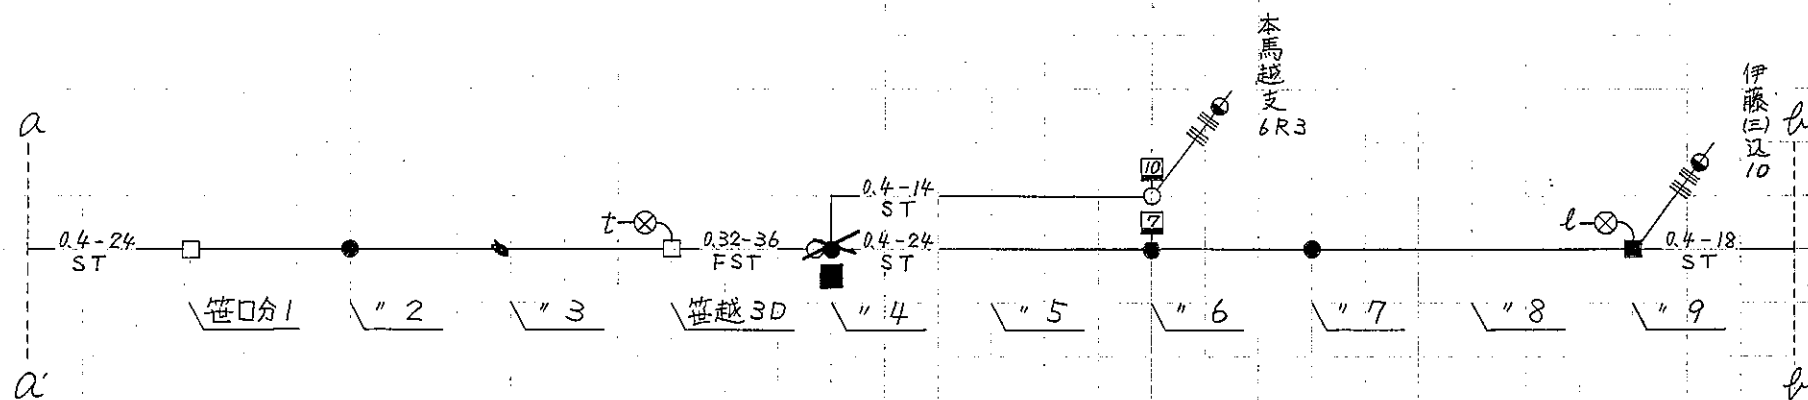 本馬越支
6R3
伊藤(三)込
10
a
b
10
0.4-14
ST
7
t
l
0.4-24
ST
0.32-36
FST
0.4-24
ST
0.4-18
ST
笹口分1
〃2
〃3
笹越3D
〃4
〃5
〃6
〃7
〃8
〃9
a'
b'